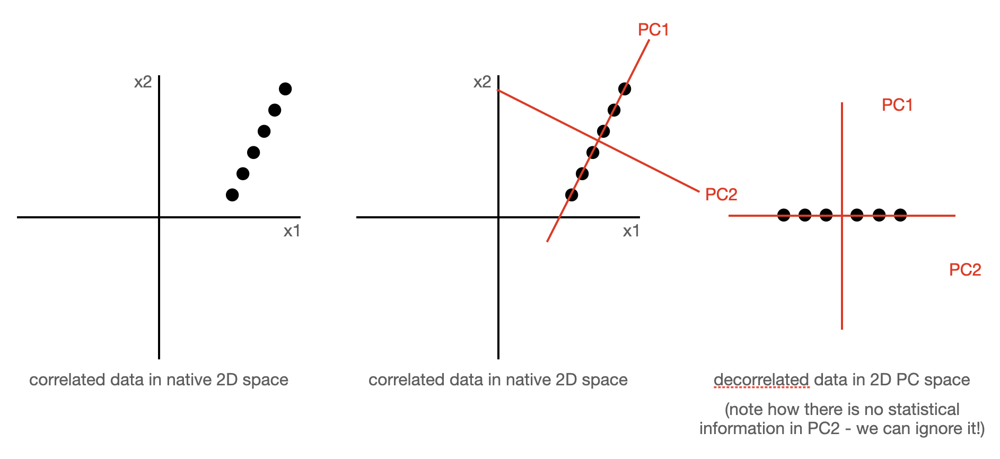 x2
x1
correlated data in native 2D space
PC1
x2
PC2
x1
correlated data in native 2D space
PC1
PC2
decorrelated data in 2D PC space
(note how there is no statistical
information in PC2 - we can ignore it!)